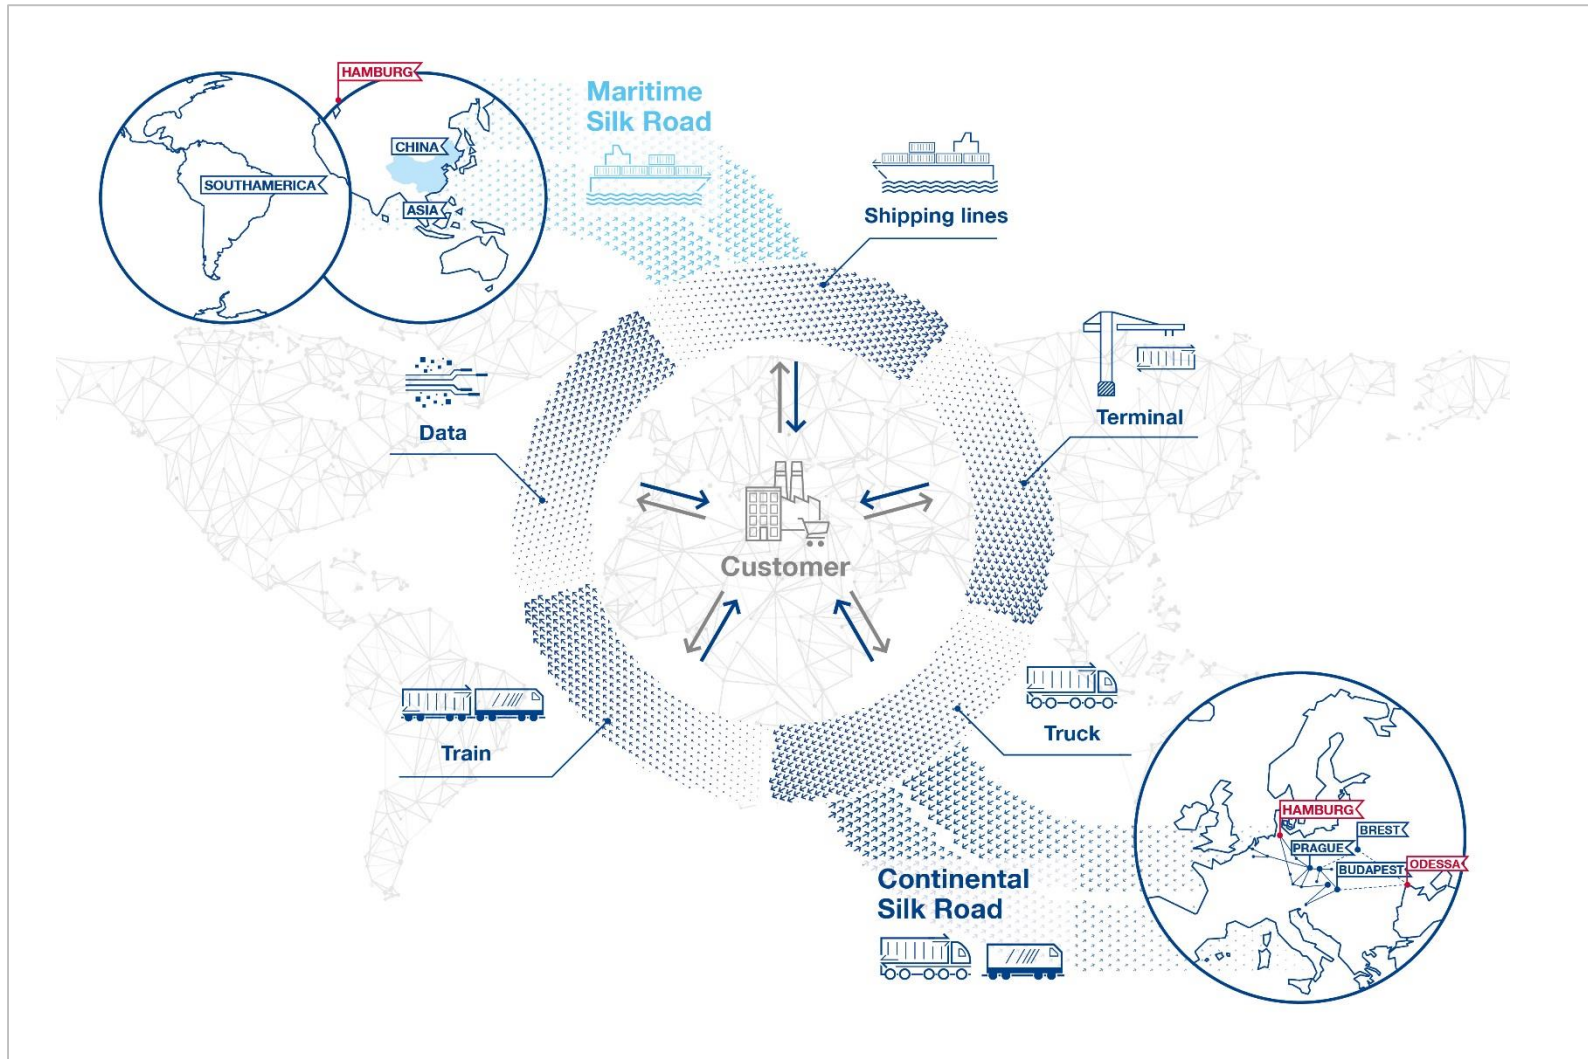 HAMBURG
CHINA
SOUTHAMERICA
ASIA
Maritime
Silk Road
Shipping lines
Terminal
Data
Customer
Train
Truck
Continental
Silk Road
HAMBURG
BREST
PRAGUE
ODESSA
BUDAPEST